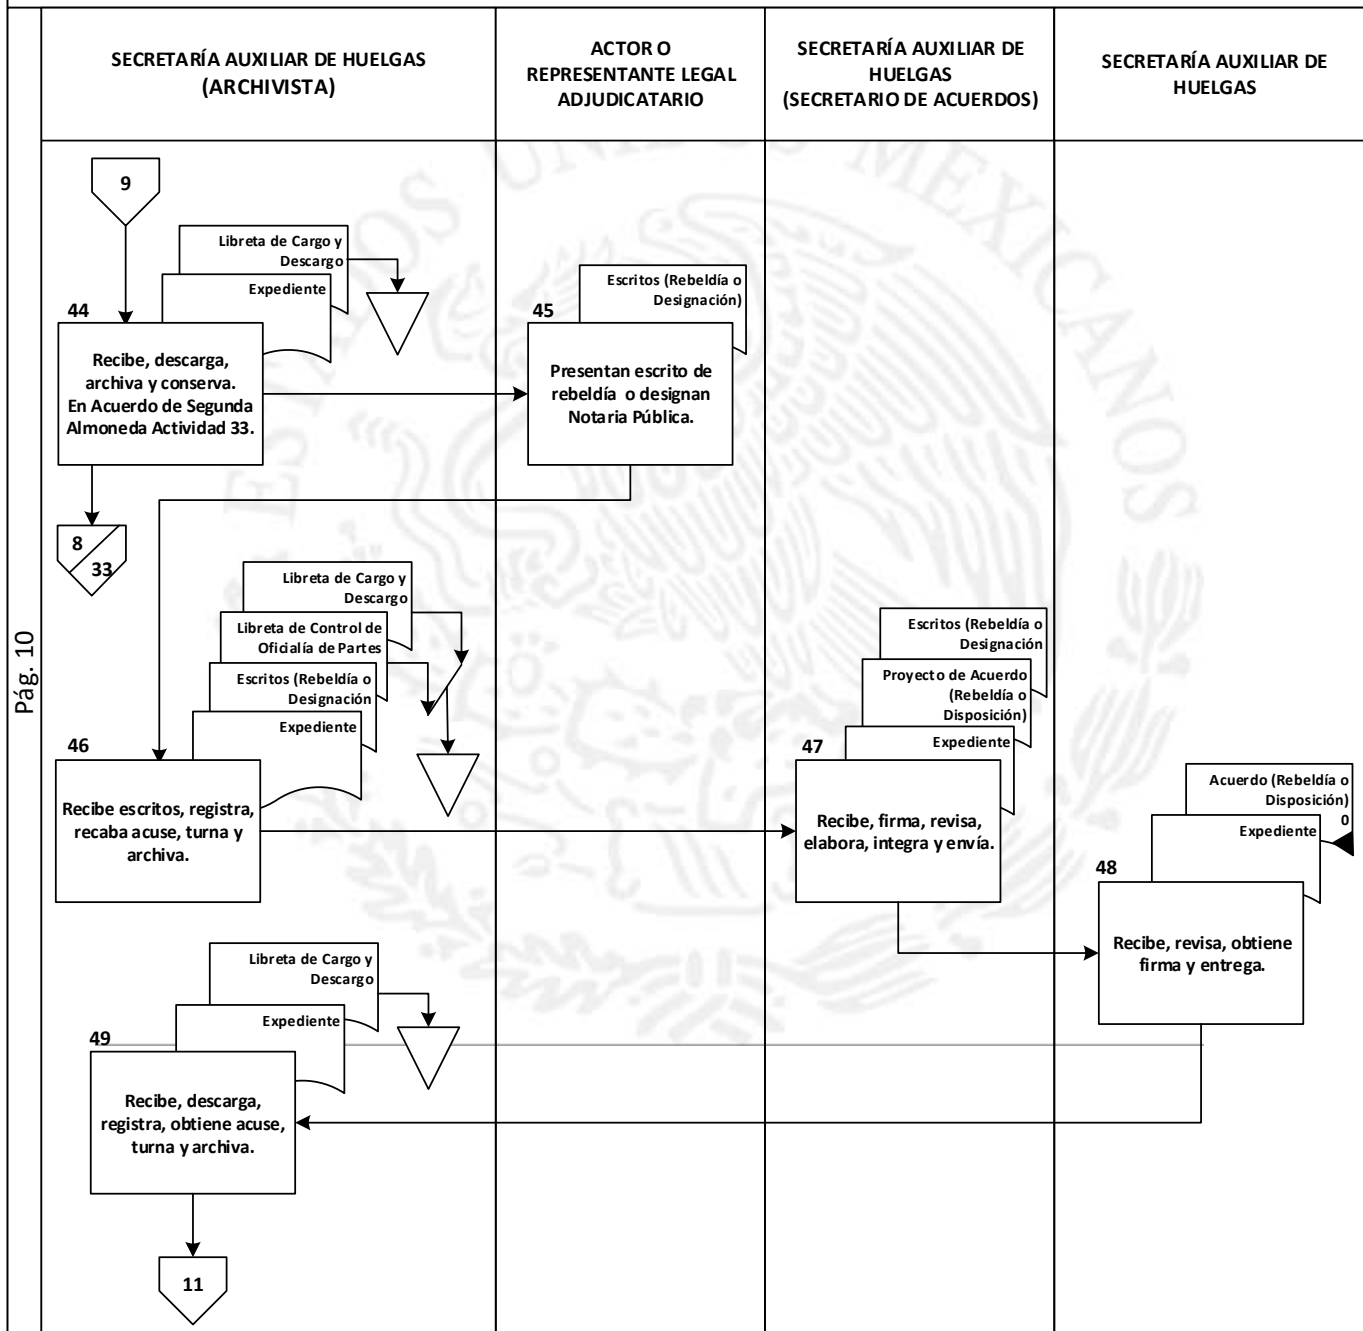 SECRETARÍA AUXILIAR DE HUELGAS
(ARCHIVISTA)
ACTOR O
REPRESENTANTE LEGAL
ADJUDICATARIO
SECRETARÍA AUXILIAR DE
HUELGAS
(SECRETARIO DE ACUERDOS)
SECRETARÍA AUXILIAR DE
HUELGAS
Pág. 10
9
Libreta de Cargo y
Descargo
Expediente
44
Recibe, descarga,
archiva y conserva.
En Acuerdo de Segunda
Almoneda Actividad 33.
8
33
Escritos (Rebeldía o
Designación)
45
Presentan escrito de
rebeldía o designan
Notaria Pública.
Libreta de Cargo y
Descargo
Libreta de Control de
Oficialía de Partes
Escritos (Rebeldía o
Designación
Expediente
46
Recibe escritos, registra,
recaba acuse, turna y
archiva.
Escritos (Rebeldía o
Designación
Proyecto de Acuerdo
(Rebeldía o
Disposición)
Expediente
47
Recibe, firma, revisa,
elabora, integra y envía.
Acuerdo (Rebeldía o
Disposición)
0
Expediente
48
Recibe, revisa, obtiene
firma y entrega.
Libreta de Cargo y
Descargo
Expediente
49
Recibe, descarga,
registra, obtiene acuse,
turna y archiva.
11
ESTADOS UNIDOS MEXICANOS